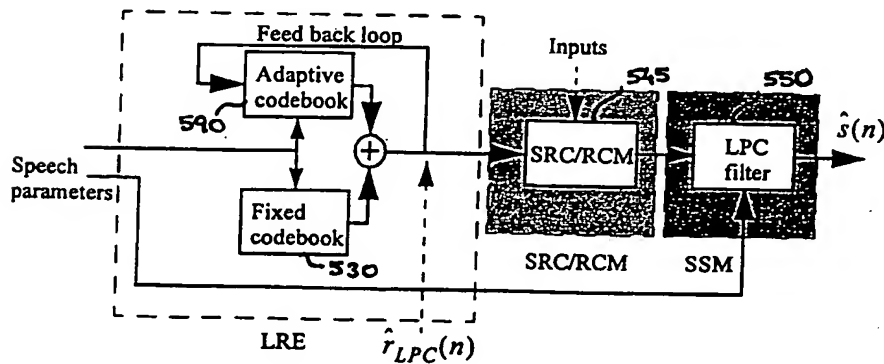 Feed back loop
Inputs
Adaptive
codebook
590
545
550
ŝ(n)
+
SRC/RCM
LPC
filter
Speech
parameters
Fixed
codebook
530
SRC/RCM
SSM
LRE
r̂LPC(n)